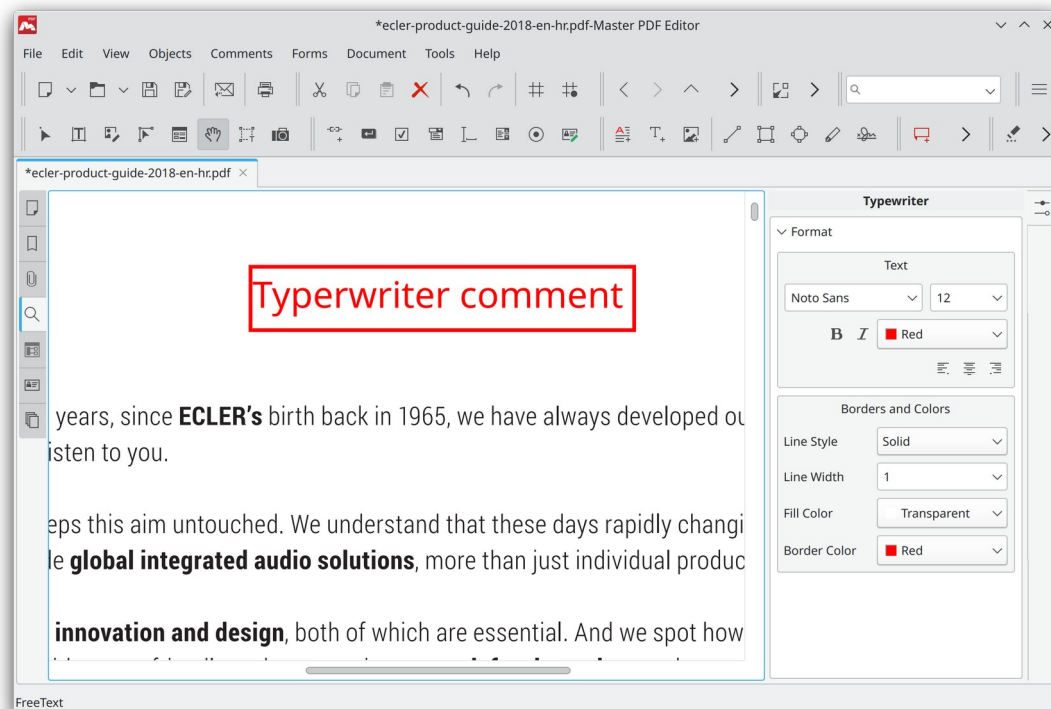 *ecler-product-guide-2018-en-hr.pdf-Master PDF Editor
File Edit View Objects Comments Forms Document Tools Help
*ecler-product-guide-2018-en-hr.pdf
Typerwriter comment
years, since ECLER's birth back in 1965, we have always developed ou
isten to you.
eps this aim untouched. We understand that these days rapidly changi
le global integrated audio solutions, more than just individual produc
innovation and design, both of which are essential. And we spot how
Typewriter
Format
Text
Noto Sans 12
B I Red
Borders and Colors
Line Style Solid
Line Width 1
Fill Color Transparent
Border Color Red
FreeText